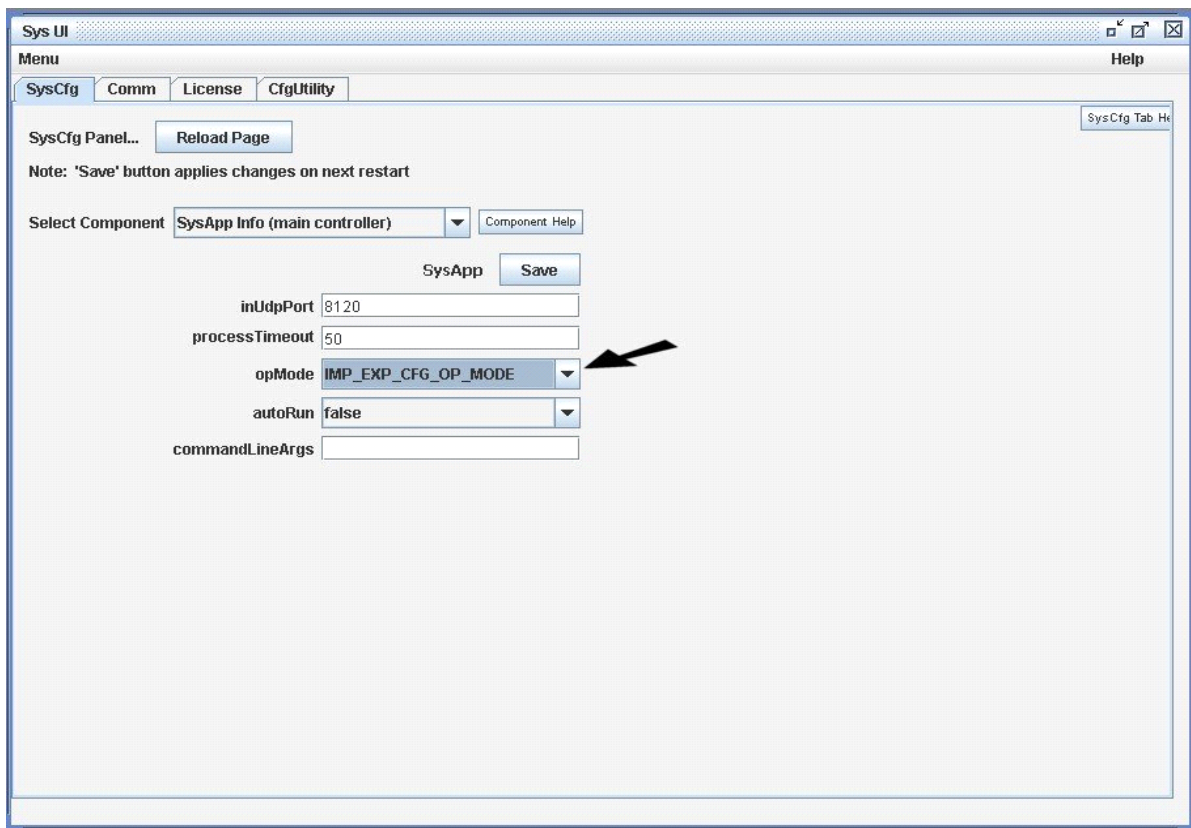 Sys UI
Menu Help
SysCfg Comm License CfgUtility
SysCfg Tab He
SysCfg Panel... Reload Page
Note: 'Save' button applies changes on next restart
Select Component SysApp Info (main controller) Component Help
SysApp Save
inUdpPort 8120
processTimeout 50
opMode IMP_EXP_CFG_OP_MODE
autoRun false
commandLineArgs